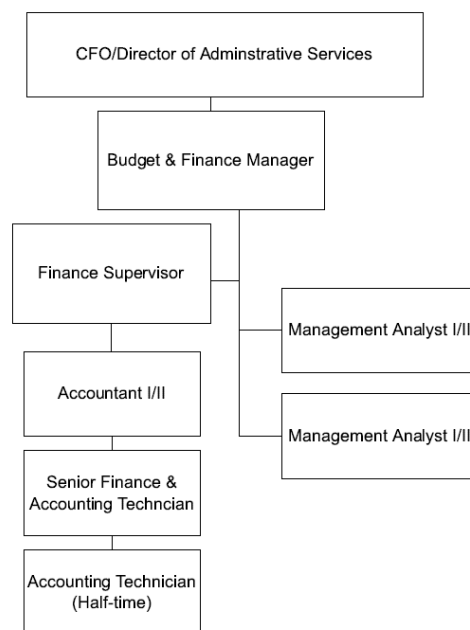 CFO/Director of Adminstrative Services
Budget & Finance Manager
Finance Supervisor
Management Analyst I/II
Accountant I/II
Management Analyst I/II
Senior Finance &
Accounting Techncian
Accounting Technician
(Half-time)